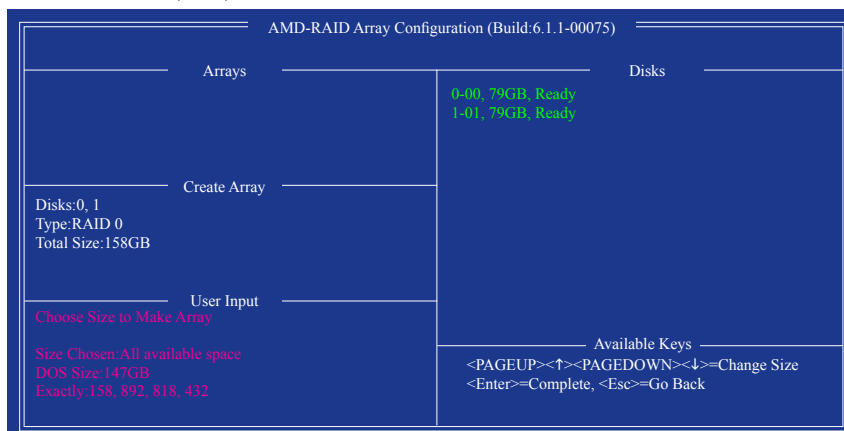 AMD-RAID Array Configuration (Build:6.1.1-00075)
Arrays
Create Array
Disks:0, 1
Type:RAID 0
Total Size:158GB
User Input
Choose Size to Make Array
Size Chosen:All available space
DOS Size:147GB
Exactly:158, 892, 818, 432
Disks
0-00, 79GB, Ready
1-01, 79GB, Ready
Available Keys
<PAGEUP><↑><PAGEDOWN><↓>=Change Size
<Enter>=Complete, <Esc>=Go Back